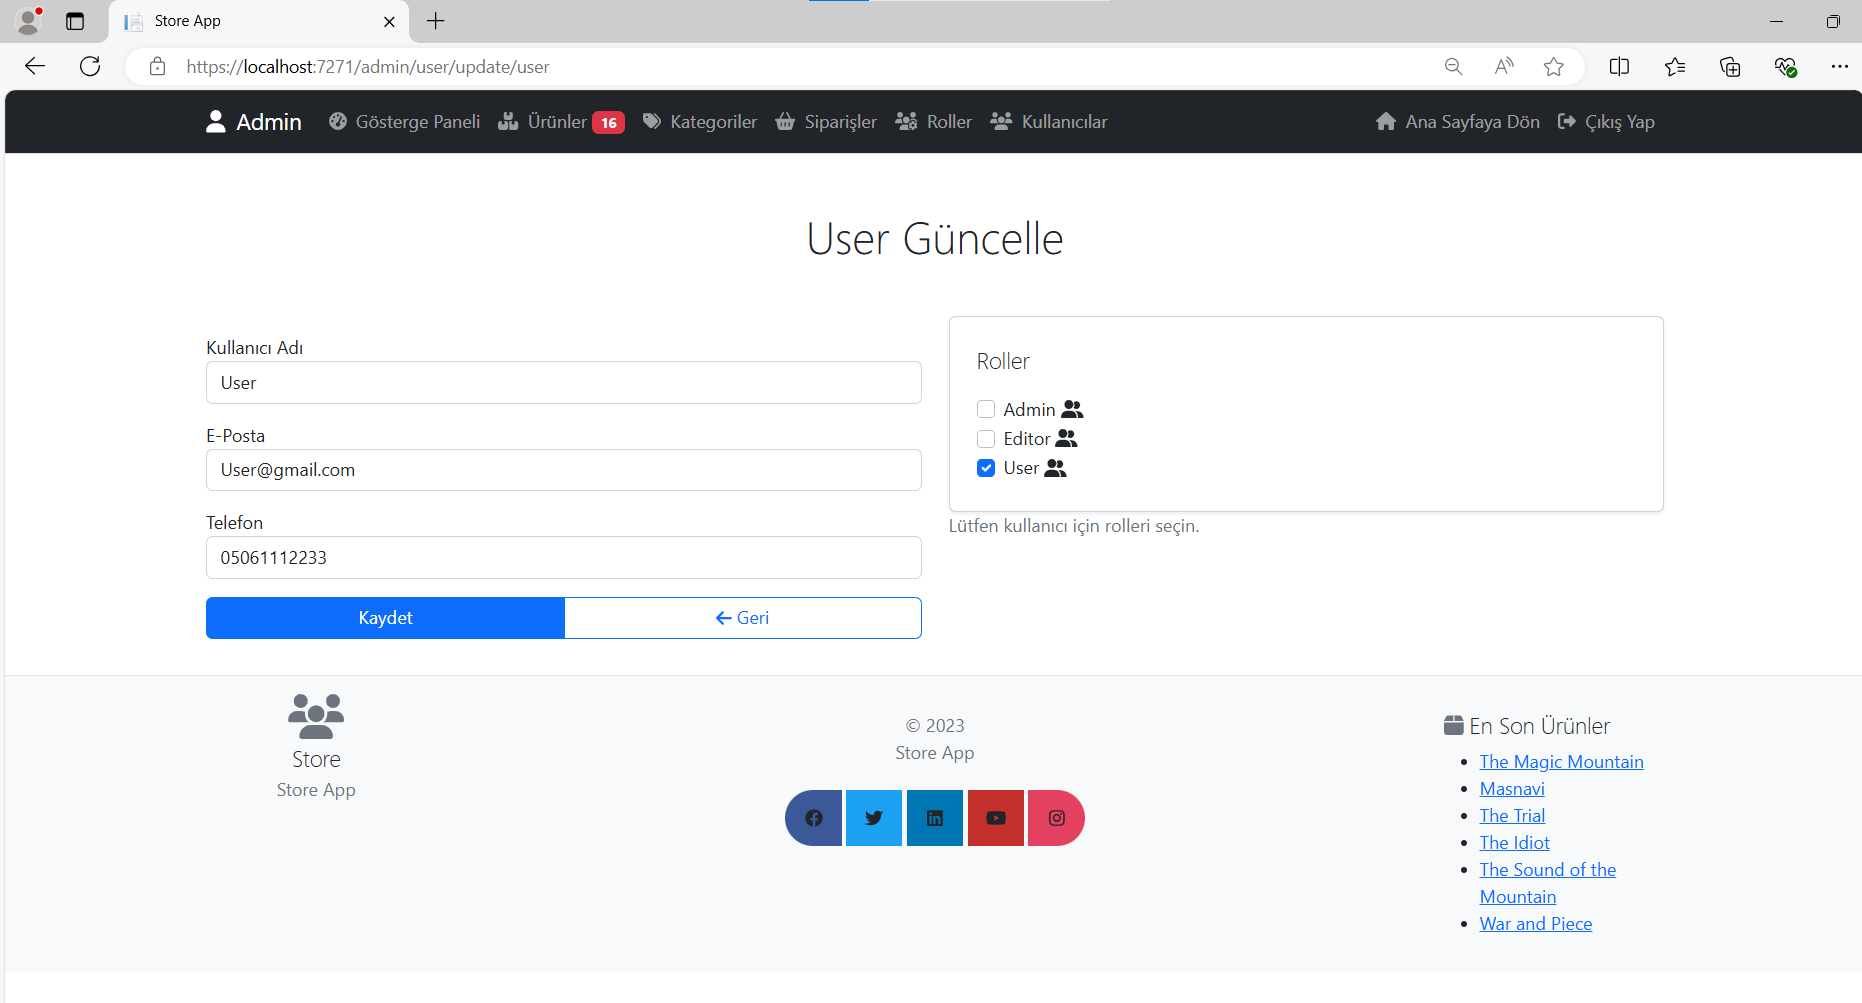 Store App
https://localhost:7271/admin/user/update/user
Admin Gösterge Paneli Ürünler 16 Kategoriler Siparişler Roller Kullanıcılar Ana Sayfaya Dön Çıkış Yap
User Güncelle
Kullanıcı Adı
User
E-Posta
User@gmail.com
Telefon
05061112233
Kaydet Geri
Roller
Admin
Editor
User
Lütfen kullanıcı için rolleri seçin.
Store
Store App
© 2023
Store App
En Son Ürünler
The Magic Mountain
Masnavi
The Trial
The Idiot
The Sound of the
Mountain
War and Piece